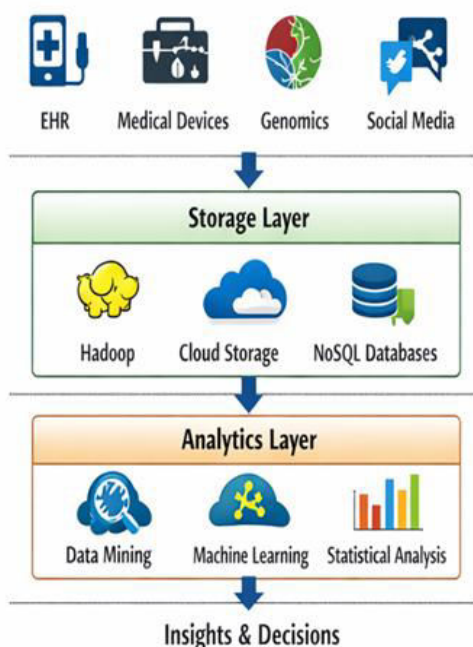 EHR Medical Devices Genomics Social Media
Storage Layer
Hadoop Cloud Storage NoSQL Databases
Analytics Layer
Data Mining Machine Learning Statistical Analysis
Insights & Decisions